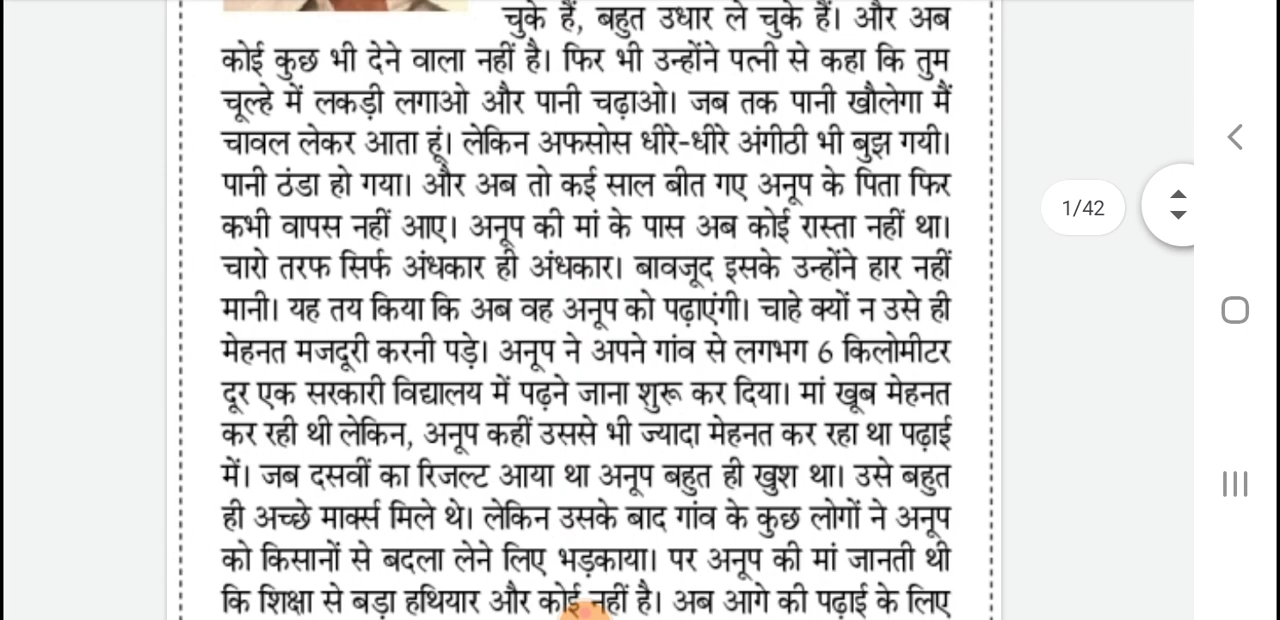 चुके हैं, बहुत उधार ले चुके हैं। और अब
कोई कुछ भी देने वाला नहीं है। फिर भी उन्होंने पत्नी से कहा कि तुम
चूल्हे में लकड़ी लगाओ और पानी चढ़ाओ। जब तक पानी खौलेगा मैं
चावल लेकर आता हूं। लेकिन अफसोस धीरे-धीरे अंगीठी भी बुझ गयी।
पानी ठंडा हो गया। और अब तो कई साल बीत गए अनूप के पिता फिर
कभी वापस नहीं आए। अनूप की मां के पास अब कोई रास्ता नहीं था।
चारो तरफ सिर्फ अंधकार ही अंधकार। बावजूद इसके उन्होंने हार नहीं
मानी। यह तय किया कि अब वह अनूप को पढ़ाएंगी। चाहे क्यों न उसे ही
मेहनत मजदूरी करनी पड़े। अनूप ने अपने गांव से लगभग 6 किलोमीटर
दूर एक सरकारी विद्यालय में पढ़ने जाना शुरू कर दिया। मां खूब मेहनत
कर रही थी लेकिन, अनूप कहीं उससे भी ज्यादा मेहनत कर रहा था पढ़ाई
में। जब दसवीं का रिजल्ट आया था अनूप बहुत ही खुश था। उसे बहुत
ही अच्छे मार्क्स मिले थे। लेकिन उसके बाद गांव के कुछ लोगों ने अनूप
को किसानों से बदला लेने लिए भड़काया। पर अनूप की मां जानती थी
कि शिक्षा से बड़ा हथियार और कोई नहीं है। अब आगे की पढ़ाई के लिए
1/42